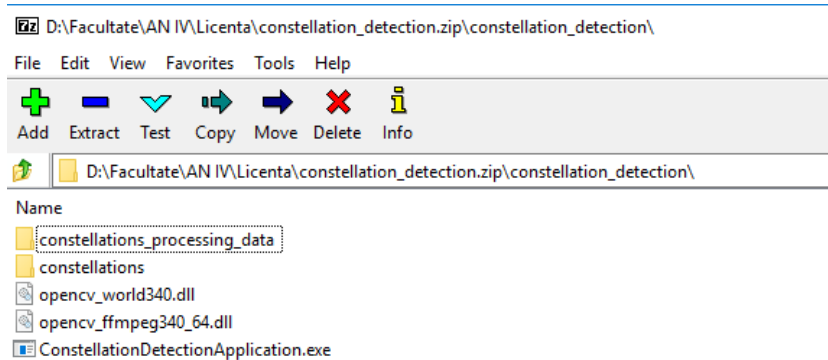 7z D:\Facultate\AN IV\Licenta\constellation_detection.zip\constellation_detection\
File Edit View Favorites Tools Help
Add Extract Test Copy Move Delete Info
D:\Facultate\AN IV\Licenta\constellation_detection.zip\constellation_detection\
Name
constellations_processing_data
constellations
opencv_world340.dll
opencv_ffmpeg340_64.dll
ConstellationDetectionApplication.exe